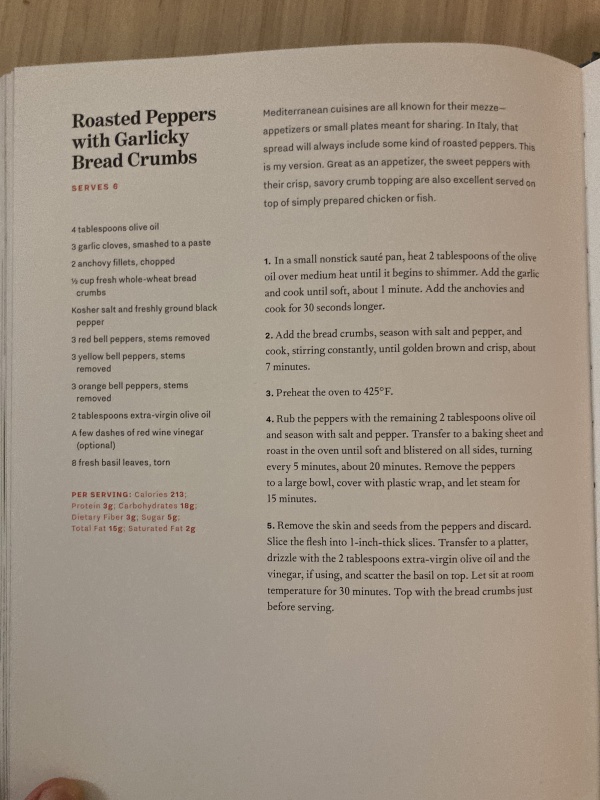 Roasted Peppers
with Garlicky
Bread Crumbs
SERVES 6
4 tablespoons olive oil
3 garlic cloves, smashed to a paste
2 anchovy fillets, chopped
½ cup fresh whole-wheat bread
crumbs
Kosher salt and freshly ground black
pepper
3 red bell peppers, stems removed
3 yellow bell peppers, stems
removed
3 orange bell peppers, stems
removed
2 tablespoons extra-virgin olive oil
A few dashes of red wine vinegar
(optional)
8 fresh basil leaves, torn
PER SERVING: Calories 213;
Protein 3g; Carbohydrates 18g;
Dietary Fiber 3g; Sugar 5g;
Total Fat 15g; Saturated Fat 2g
Mediterranean cuisines are all known for their mezze—
appetizers or small plates meant for sharing. In Italy, that
spread will always include some kind of roasted peppers. This
is my version. Great as an appetizer, the sweet peppers with
their crisp, savory crumb topping are also excellent served on
top of simply prepared chicken or fish.
1. In a small nonstick sauté pan, heat 2 tablespoons of the olive
oil over medium heat until it begins to shimmer. Add the garlic
and cook until soft, about 1 minute. Add the anchovies and
cook for 30 seconds longer.
2. Add the bread crumbs, season with salt and pepper, and
cook, stirring constantly, until golden brown and crisp, about
7 minutes.
3. Preheat the oven to 425°F.
4. Rub the peppers with the remaining 2 tablespoons olive oil
and season with salt and pepper. Transfer to a baking sheet and
roast in the oven until soft and blistered on all sides, turning
every 5 minutes, about 20 minutes. Remove the peppers
to a large bowl, cover with plastic wrap, and let steam for
15 minutes.
5. Remove the skin and seeds from the peppers and discard.
Slice the flesh into 1-inch-thick slices. Transfer to a platter,
drizzle with the 2 tablespoons extra-virgin olive oil and the
vinegar, if using, and scatter the basil on top. Let sit at room
temperature for 30 minutes. Top with the bread crumbs just
before serving.